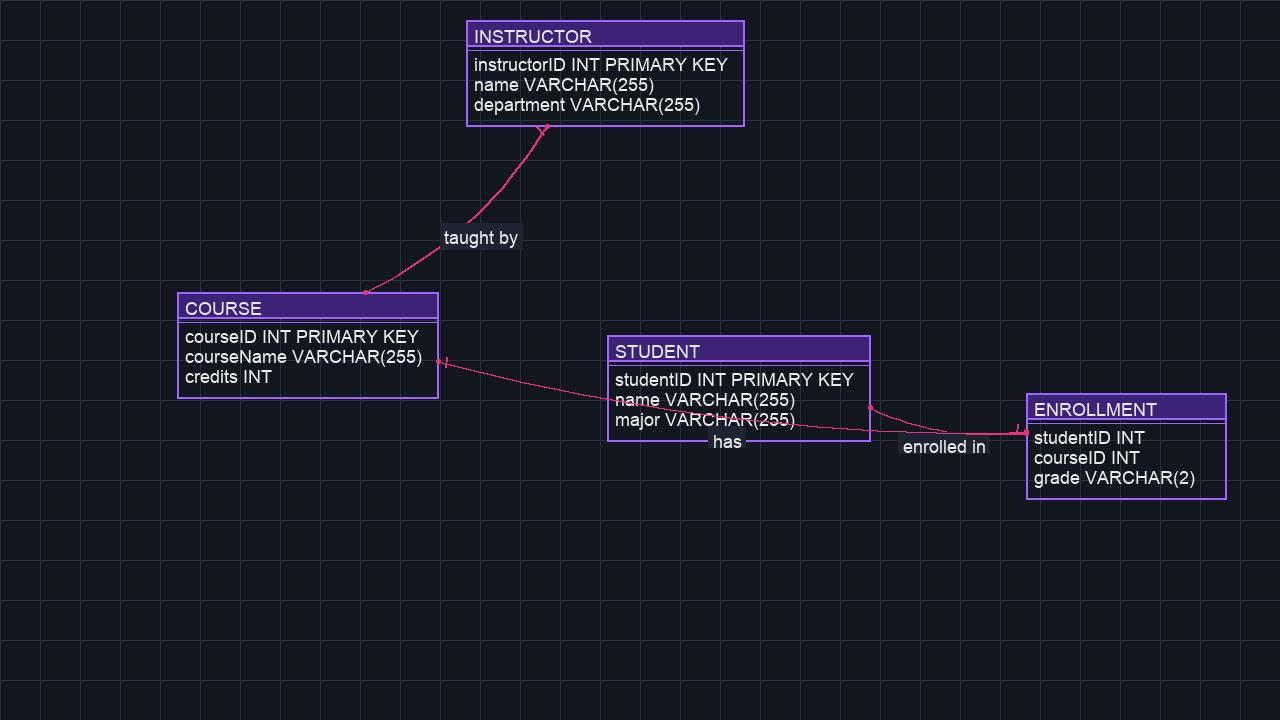 INSTRUCTOR
instructorID INT PRIMARY KEY
name VARCHAR(255)
department VARCHAR(255)
taught by
COURSE
courseID INT PRIMARY KEY
courseName VARCHAR(255)
credits INT
STUDENT
studentID INT PRIMARY KEY
name VARCHAR(255)
major VARCHAR(255)
has
enrolled in
ENROLLMENT
studentID INT
courseID INT
grade VARCHAR(2)